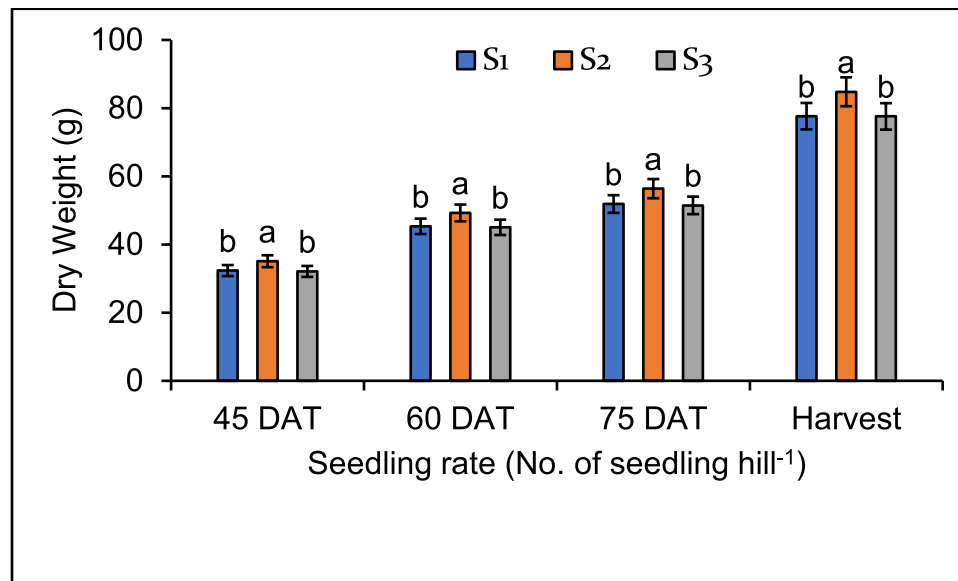 100
80
60
40
20
0
Dry Weight (g)
S1 S2 S3
b a b
b a b
b a b
b a b
45 DAT 60 DAT 75 DAT Harvest
Seedling rate (No. of seedling hill⁻¹)